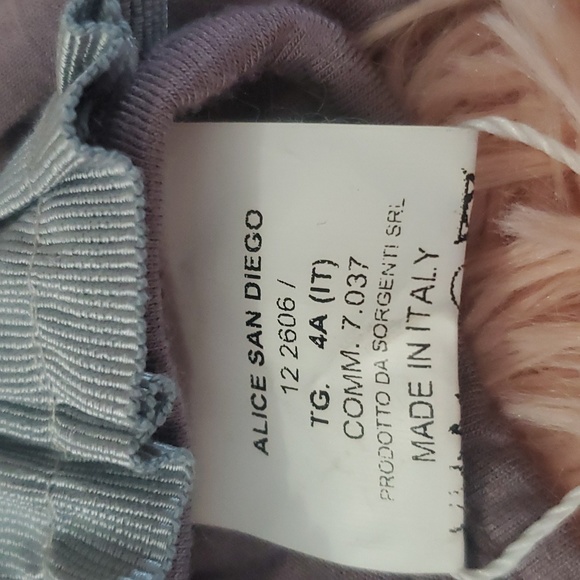 ALICE SAN DIEGO
12 2606 /
TG. 4A (IT)
COMM. 7.037
PRODOTTO DA SORGENTI SRL
MADE IN ITALY